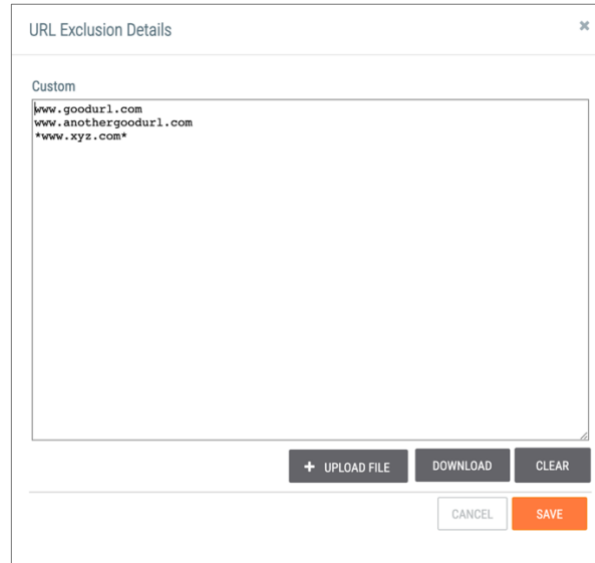 URL Exclusion Details
Custom
www.goodurl.com
www.anothergoodurl.com
*www.xyz.com*
+ UPLOAD FILE DOWNLOAD CLEAR
CANCEL SAVE